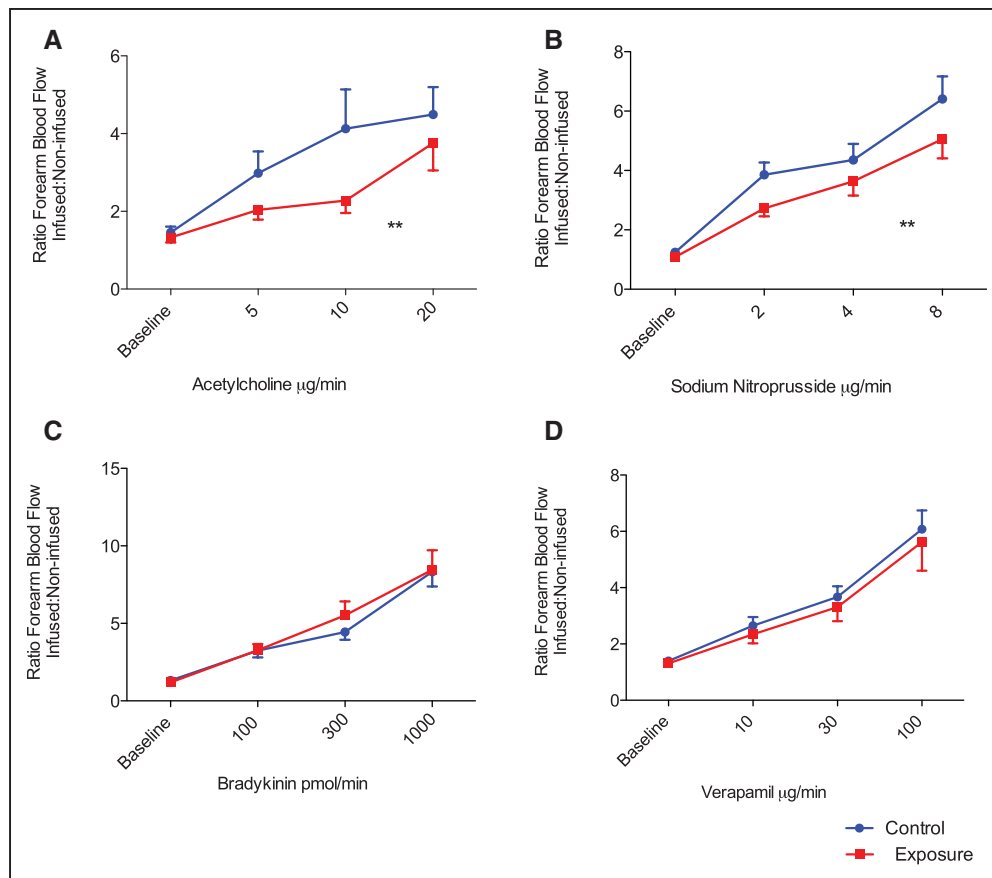 A
Ratio Forearm Blood Flow
Infused:Non-infused
6
4
2
0
**
Baseline
5
10
20
Acetylcholine μg/min
B
Ratio Forearm Blood Flow
Infused:Non-infused
8
6
4
2
0
**
Baseline
2
4
8
Sodium Nitroprusside μg/min
C
Ratio Forearm Blood Flow
Infused:Non-infused
15
10
5
0
Baseline
100
300
1000
Bradykinin pmol/min
D
Ratio Forearm Blood Flow
Infused:Non-infused
8
6
4
2
0
Baseline
10
30
100
Verapamil μg/min
Control
Exposure